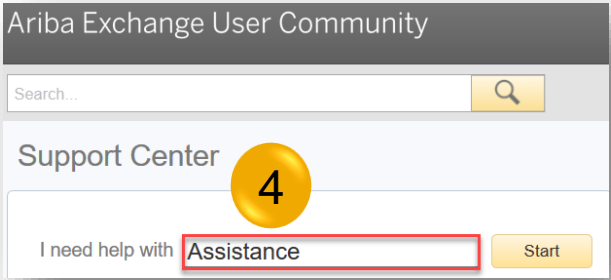 Ariba Exchange User Community
Search...
Support Center
4
I need help with Assistance Start